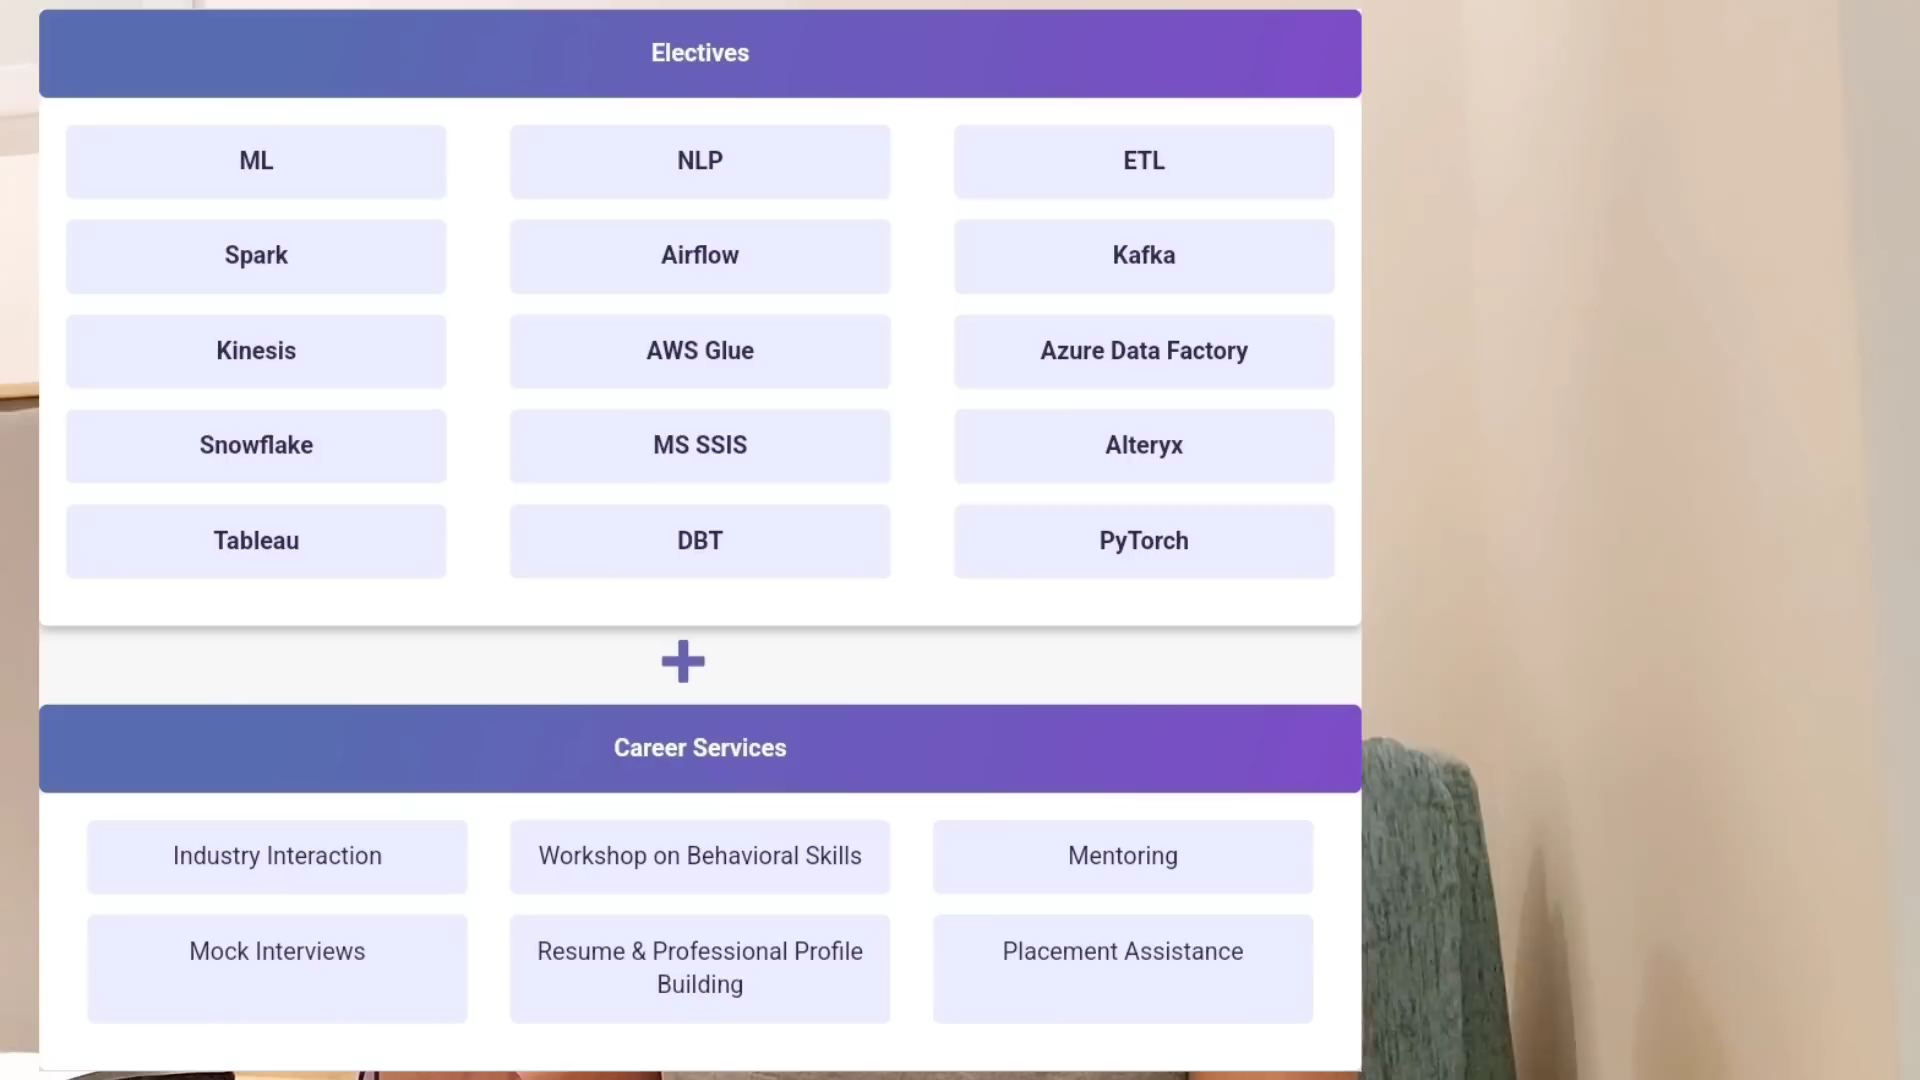 Electives
ML
NLP
ETL
Spark
Airflow
Kafka
Kinesis
AWS Glue
Azure Data Factory
Snowflake
MS SSIS
Alteryx
Tableau
DBT
PyTorch
+
Career Services
Industry Interaction
Workshop on Behavioral Skills
Mentoring
Mock Interviews
Resume & Professional Profile
Building
Placement Assistance